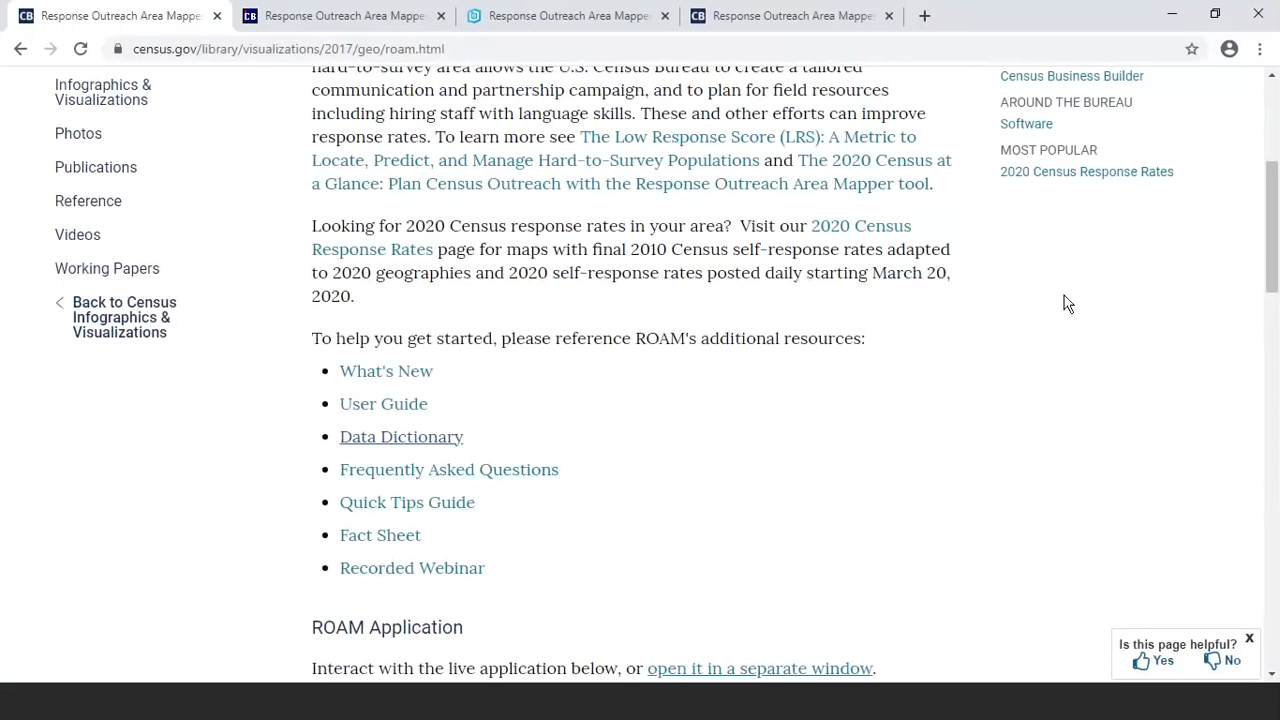 Response Outreach Area Mapper
Response Outreach Area Mapper
Response Outreach Area Mapper
Response Outreach Area Mapper
census.gov/library/visualizations/2017/geo/roam.html
Infographics &
Visualizations
Photos
Publications
Reference
Videos
Working Papers
Back to Census
Infographics &
Visualizations
hard-to-survey area allows the U.S. Census Bureau to create a tailored
communication and partnership campaign, and to plan for field resources
including hiring staff with language skills. These and other efforts can improve
response rates. To learn more see The Low Response Score (LRS): A Metric to
Locate, Predict, and Manage Hard-to-Survey Populations and The 2020 Census at
a Glance: Plan Census Outreach with the Response Outreach Area Mapper tool.
Looking for 2020 Census response rates in your area? Visit our 2020 Census
Response Rates page for maps with final 2010 Census self-response rates adapted
to 2020 geographies and 2020 self-response rates posted daily starting March 20,
2020.
To help you get started, please reference ROAM's additional resources:
What's New
User Guide
Data Dictionary
Frequently Asked Questions
Quick Tips Guide
Fact Sheet
Recorded Webinar
ROAM Application
Interact with the live application below, or open it in a separate window.
Census Business Builder
AROUND THE BUREAU
Software
MOST POPULAR
2020 Census Response Rates
Is this page helpful? X
Yes No